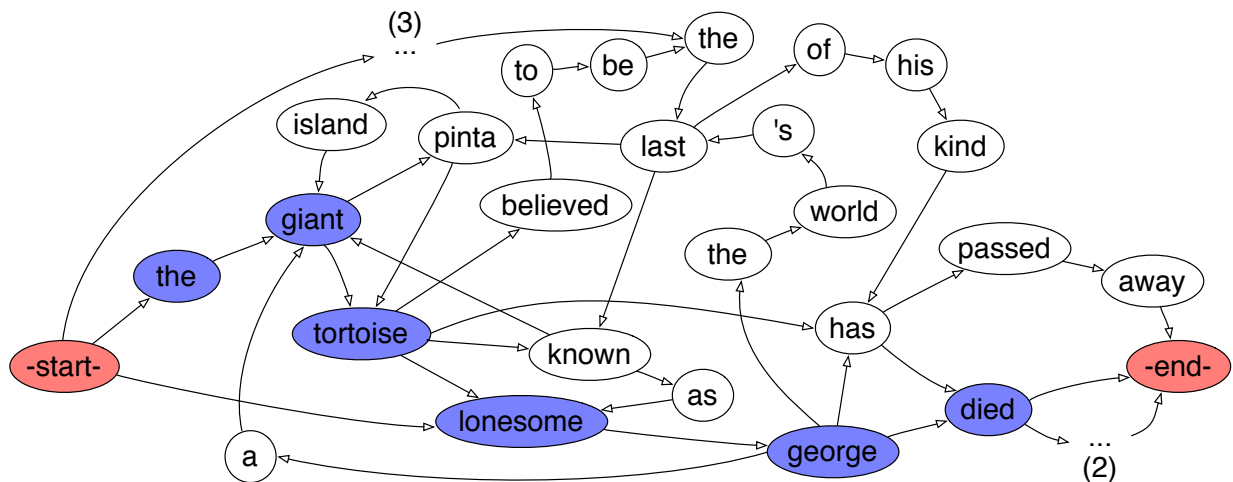 (3)
...
the
of
his
to
be
island
pinta
last
's
kind
believed
world
giant
the
passed
the
away
tortoise
has
known
-start-
-end-
as
lonesome
died
a
george
...
(2)